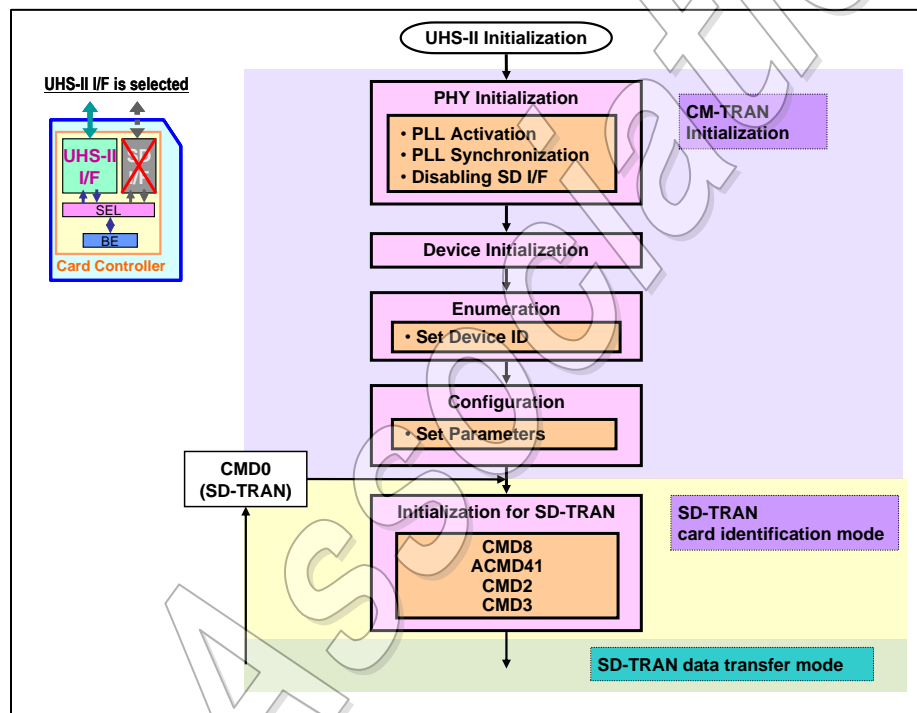 UHS-II Initialization
UHS-II I/F is selected
UHS-II
I/F
SD
I/F
SEL
BE
Card Controller
PHY Initialization
• PLL Activation
• PLL Synchronization
• Disabling SD I/F
CM-TRAN
Initialization
Device Initialization
Enumeration
• Set Device ID
Configuration
• Set Parameters
CMD0
(SD-TRAN)
Initialization for SD-TRAN
CMD8
ACMD41
CMD2
CMD3
SD-TRAN
card identification mode
SD-TRAN data transfer mode